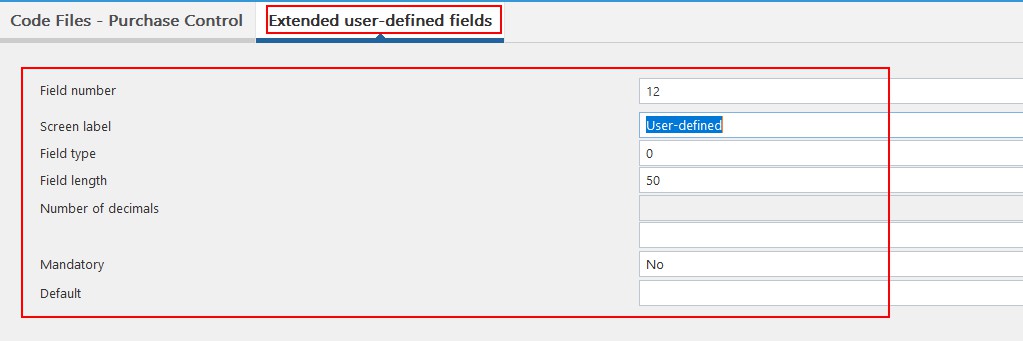 Code Files - Purchase Control Extended user-defined fields
Field number 12
Screen label User-defined
Field type 0
Field length 50
Number of decimals
Mandatory No
Default